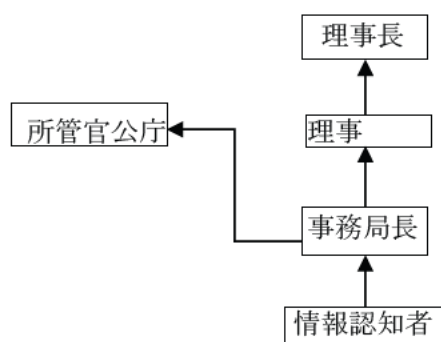 理事長
所管官公庁
理事
事務局長
情報認知者